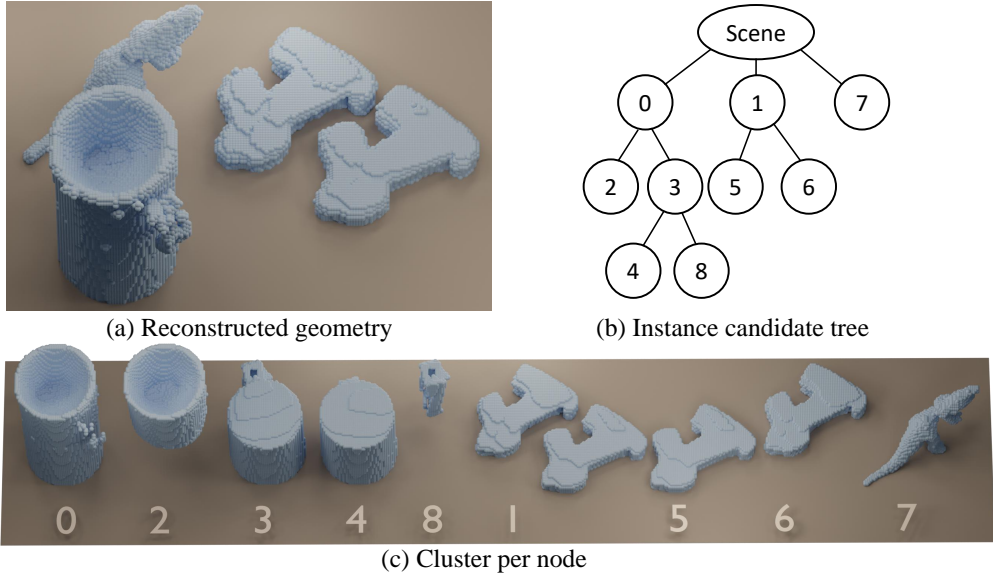 Scene
0 1 7
2 3 5 6
4 8
(a) Reconstructed geometry
(b) Instance candidate tree
0 2 3 4 8 1 5 6 7
(c) Cluster per node